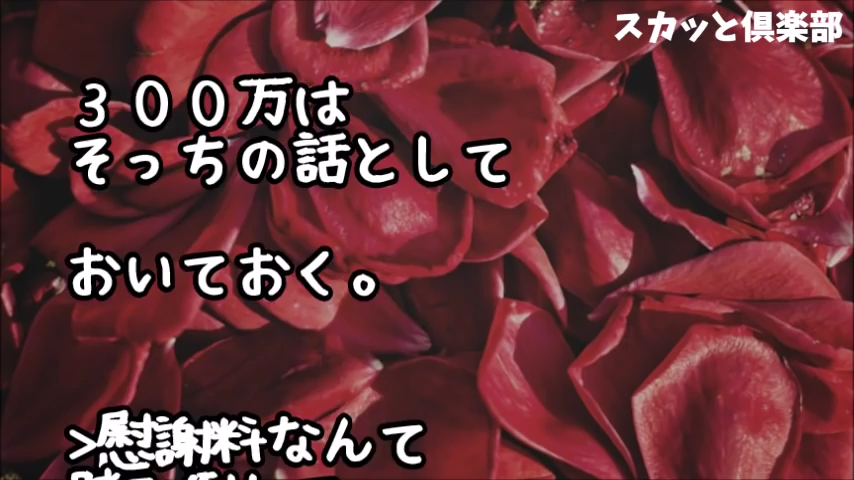 スカッと倶楽部
３００万は
そっちの話として
おいておく。
>慰謝料なんて